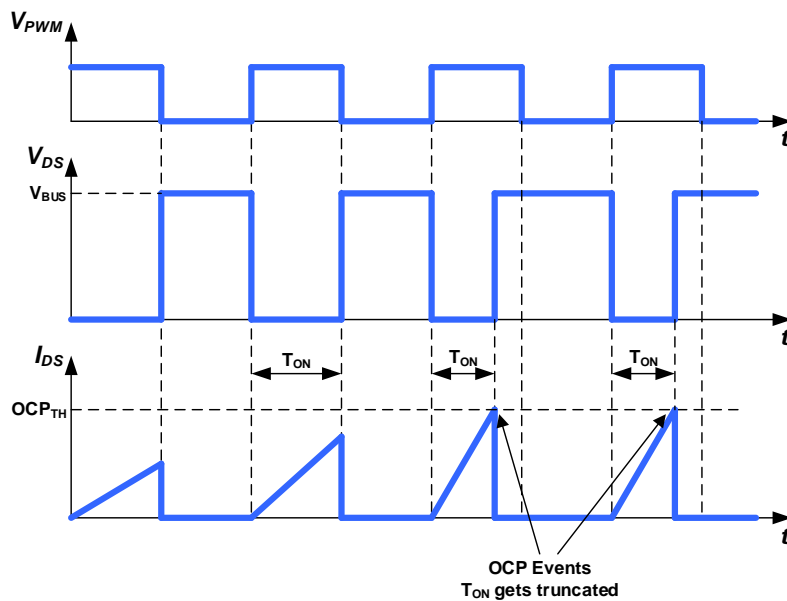 VPWM
t
VDS
VBUS
t
IDS
TON
TON
TON
OCPTH
t
OCP Events
TON gets truncated